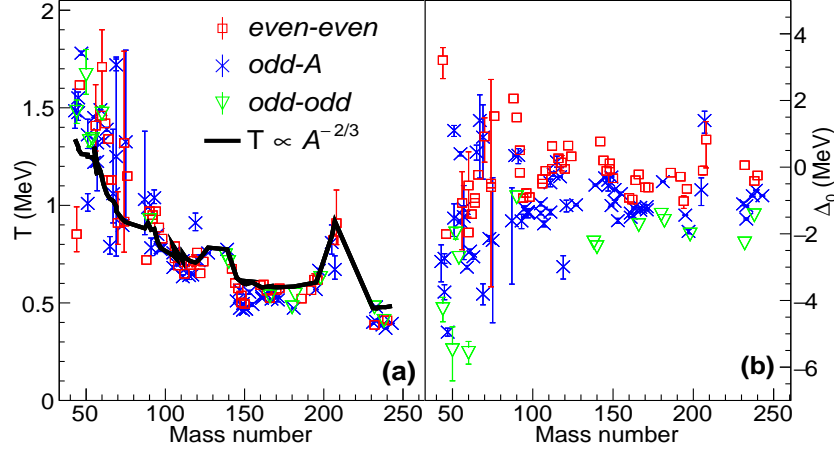 2
1.5
1
0.5
0
T (MeV)
even-even
odd-A
odd-odd
T ∝ A^{-2/3}
(a)
50 100 150 200 250
Mass number
(b)
50 100 150 200 250
Mass number
4
2
0
−2
−4
−6
Δ₀ (MeV)